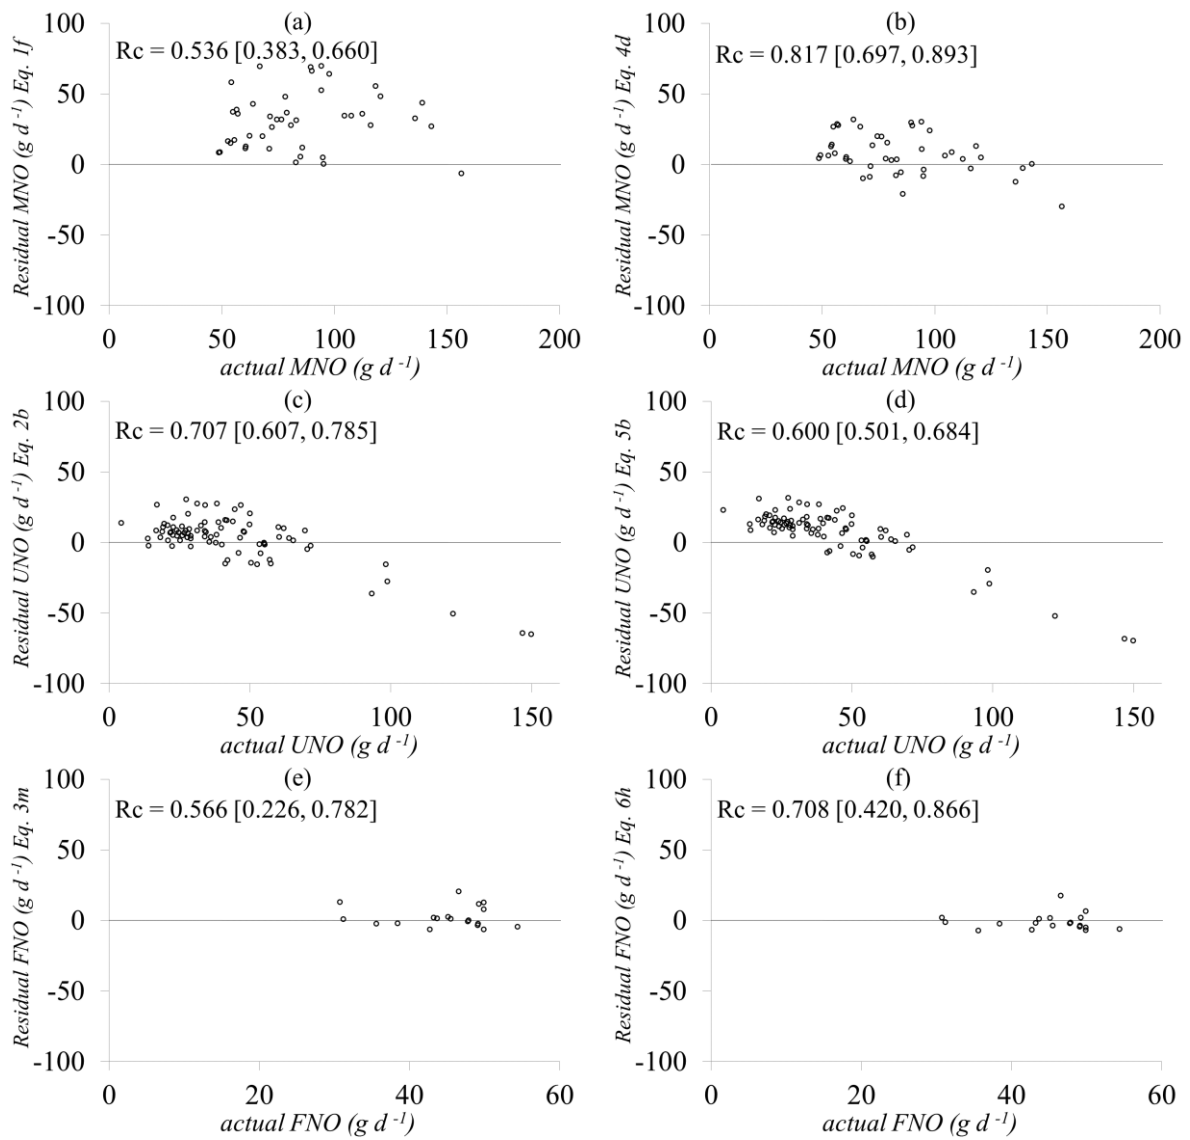 (a)
Rc = 0.536 [0.383, 0.660]
Residual MNO (g d -1) Eq. 1f
100
50
0
-50
-100
0 50 100 150 200
actual MNO (g d -1)
(b)
Rc = 0.817 [0.697, 0.893]
Residual MNO (g d -1) Eq. 4d
100
50
0
-50
-100
0 50 100 150 200
actual MNO (g d -1)
(c)
Rc = 0.707 [0.607, 0.785]
Residual UNO (g d -1) Eq. 2b
100
50
0
-50
-100
0 50 100 150
actual UNO (g d -1)
(d)
Rc = 0.600 [0.501, 0.684]
Residual UNO (g d -1) Eq. 5b
100
50
0
-50
-100
0 50 100 150
actual UNO (g d -1)
(e)
Rc = 0.566 [0.226, 0.782]
Residual FNO (g d -1) Eq. 3m
100
50
0
-50
-100
0 20 40 60
actual FNO (g d -1)
(f)
Rc = 0.708 [0.420, 0.866]
Residual FNO (g d -1) Eq. 6h
100
50
0
-50
-100
0 20 40 60
actual FNO (g d -1)